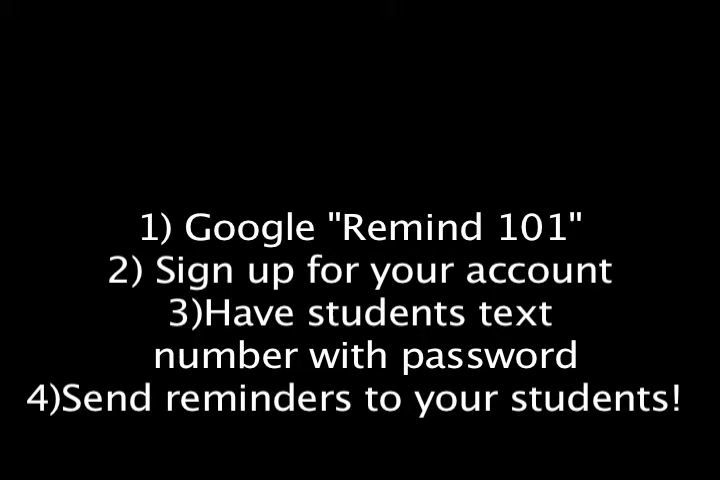 1) Google "Remind 101"
2) Sign up for your account
3)Have students text
number with password
4)Send reminders to your students!